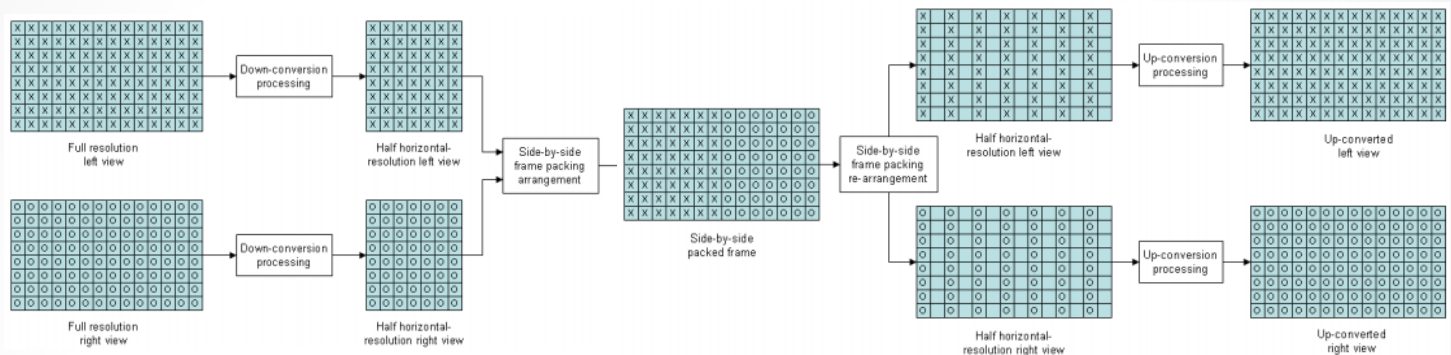 Full resolution
left view
Down-conversion
processing
Half horizontal-
resolution left view
Full resolution
right view
Down-conversion
processing
Half horizontal-
resolution right view
Side-by-side
frame packing
arrangement
Side-by-side
packed frame
Side-by-side
frame packing
re-arrangement
Half horizontal-
resolution left view
Up-conversion
processing
Up-converted
left view
Half horizontal-
resolution right view
Up-conversion
processing
Up-converted
right view